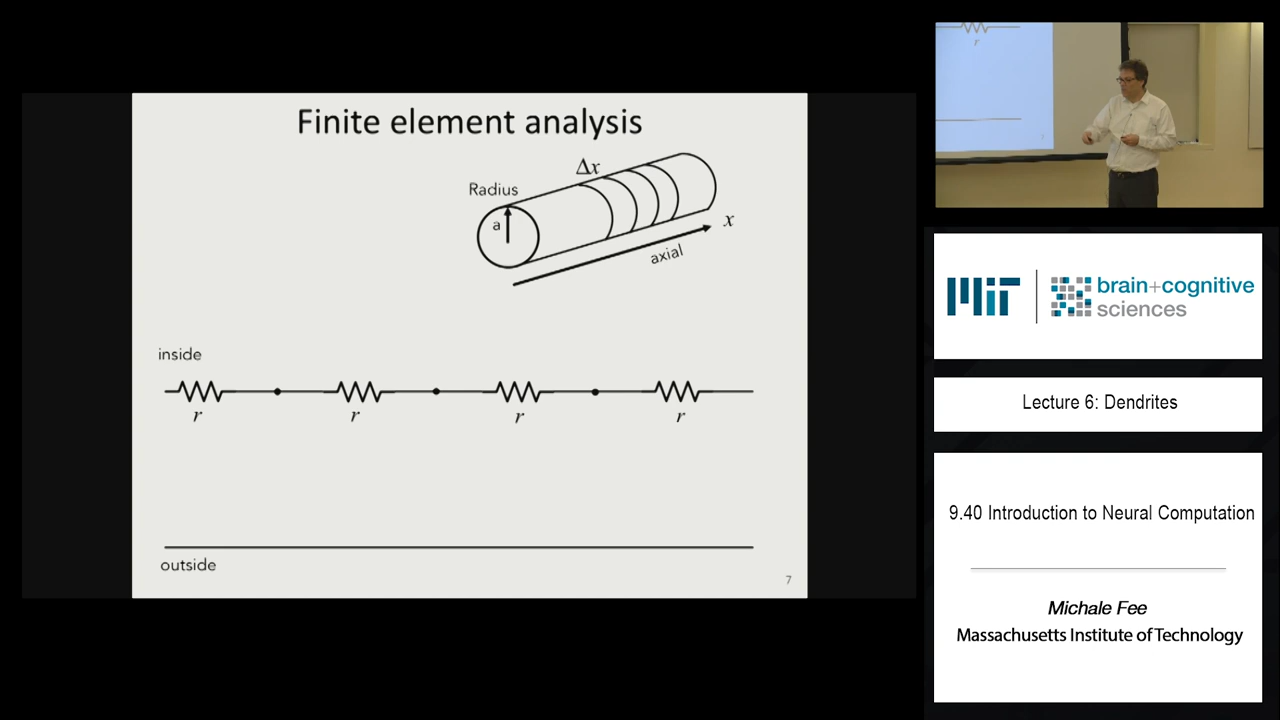 Finite element analysis
Δx
Radius
a
x
axial
inside
r r r r
outside
7
r
MIT brain+cognitive
sciences
Lecture 6: Dendrites
9.40 Introduction to Neural Computation
Michale Fee
Massachusetts Institute of Technology